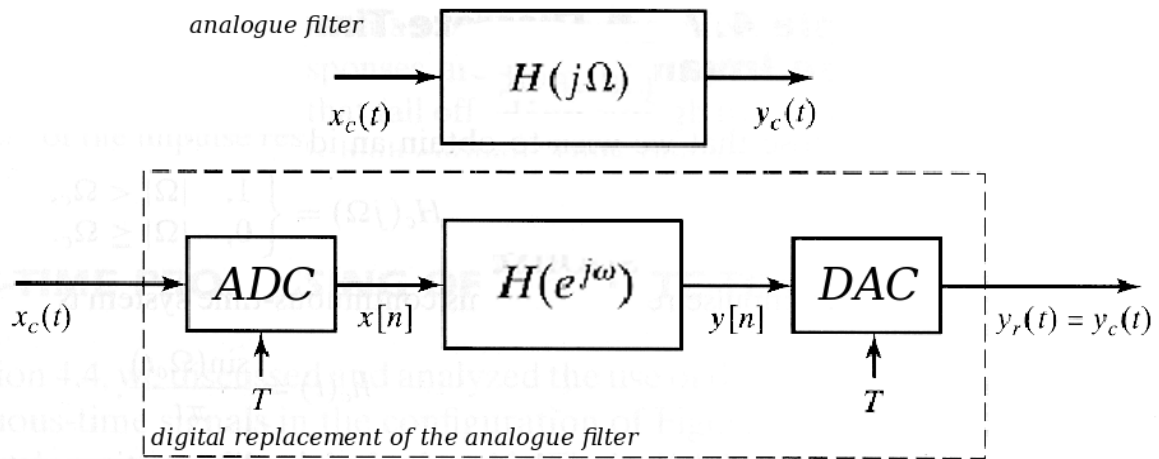 analogue filter
H(jΩ)
x_c(t)
y_c(t)
ADC
H(e^{jω})
DAC
x_c(t)
x[n]
y[n]
y_r(t) = y_c(t)
T
T
digital replacement of the analogue filter